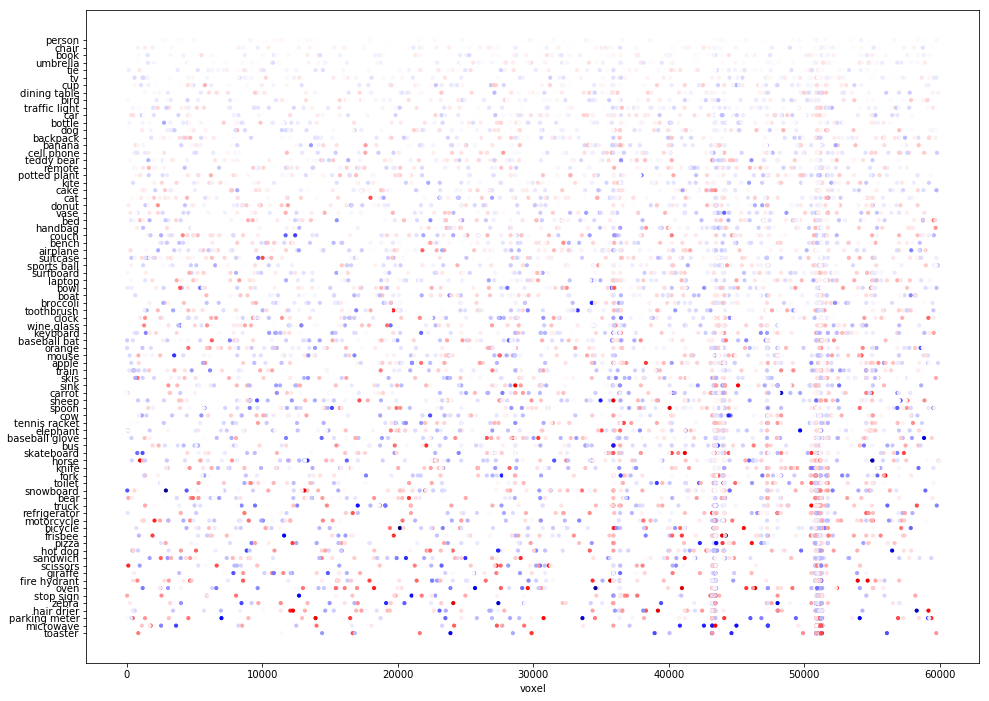 person
chair
book
umbrella
tie
tv
cup
dining table
bird
traffic light
car
bottle
dog
backpack
banana
cell phone
teddy bear
remote
potted plant
kite
cake
cat
donut
vase
bed
handbag
couch
bench
airplane
suitcase
sports ball
surfboard
laptop
bowl
boat
broccoli
toothbrush
clock
wine glass
keyboard
baseball bat
orange
mouse
apple
train
skis
sink
carrot
sheep
spoon
cow
tennis racket
elephant
baseball glove
bus
skateboard
horse
knife
fork
toilet
snowboard
bear
truck
refrigerator
motorcycle
bicycle
frisbee
pizza
hot dog
sandwich
scissors
giraffe
fire hydrant
oven
stop sign
zebra
hair drier
parking meter
microwave
toaster
0 10000 20000 30000 40000 50000 60000
voxel